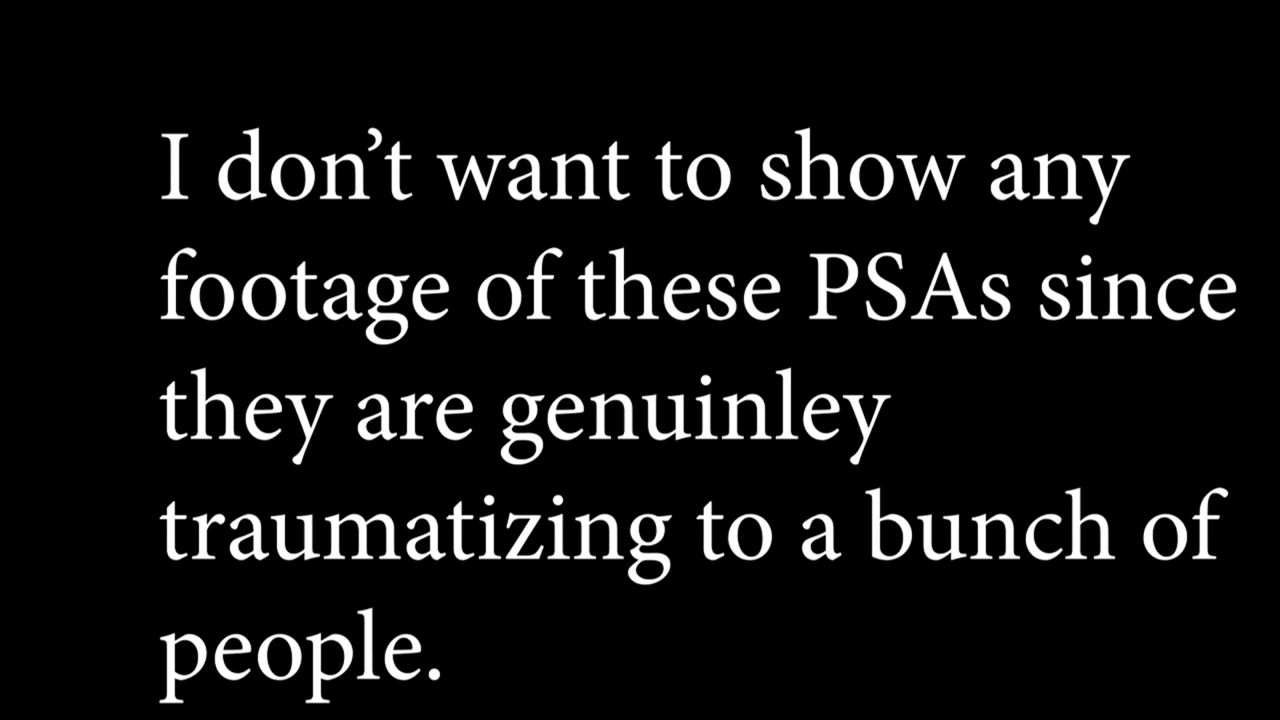 I don’t want to show any
footage of these PSAs since
they are genuinley
traumatizing to a bunch of
people.